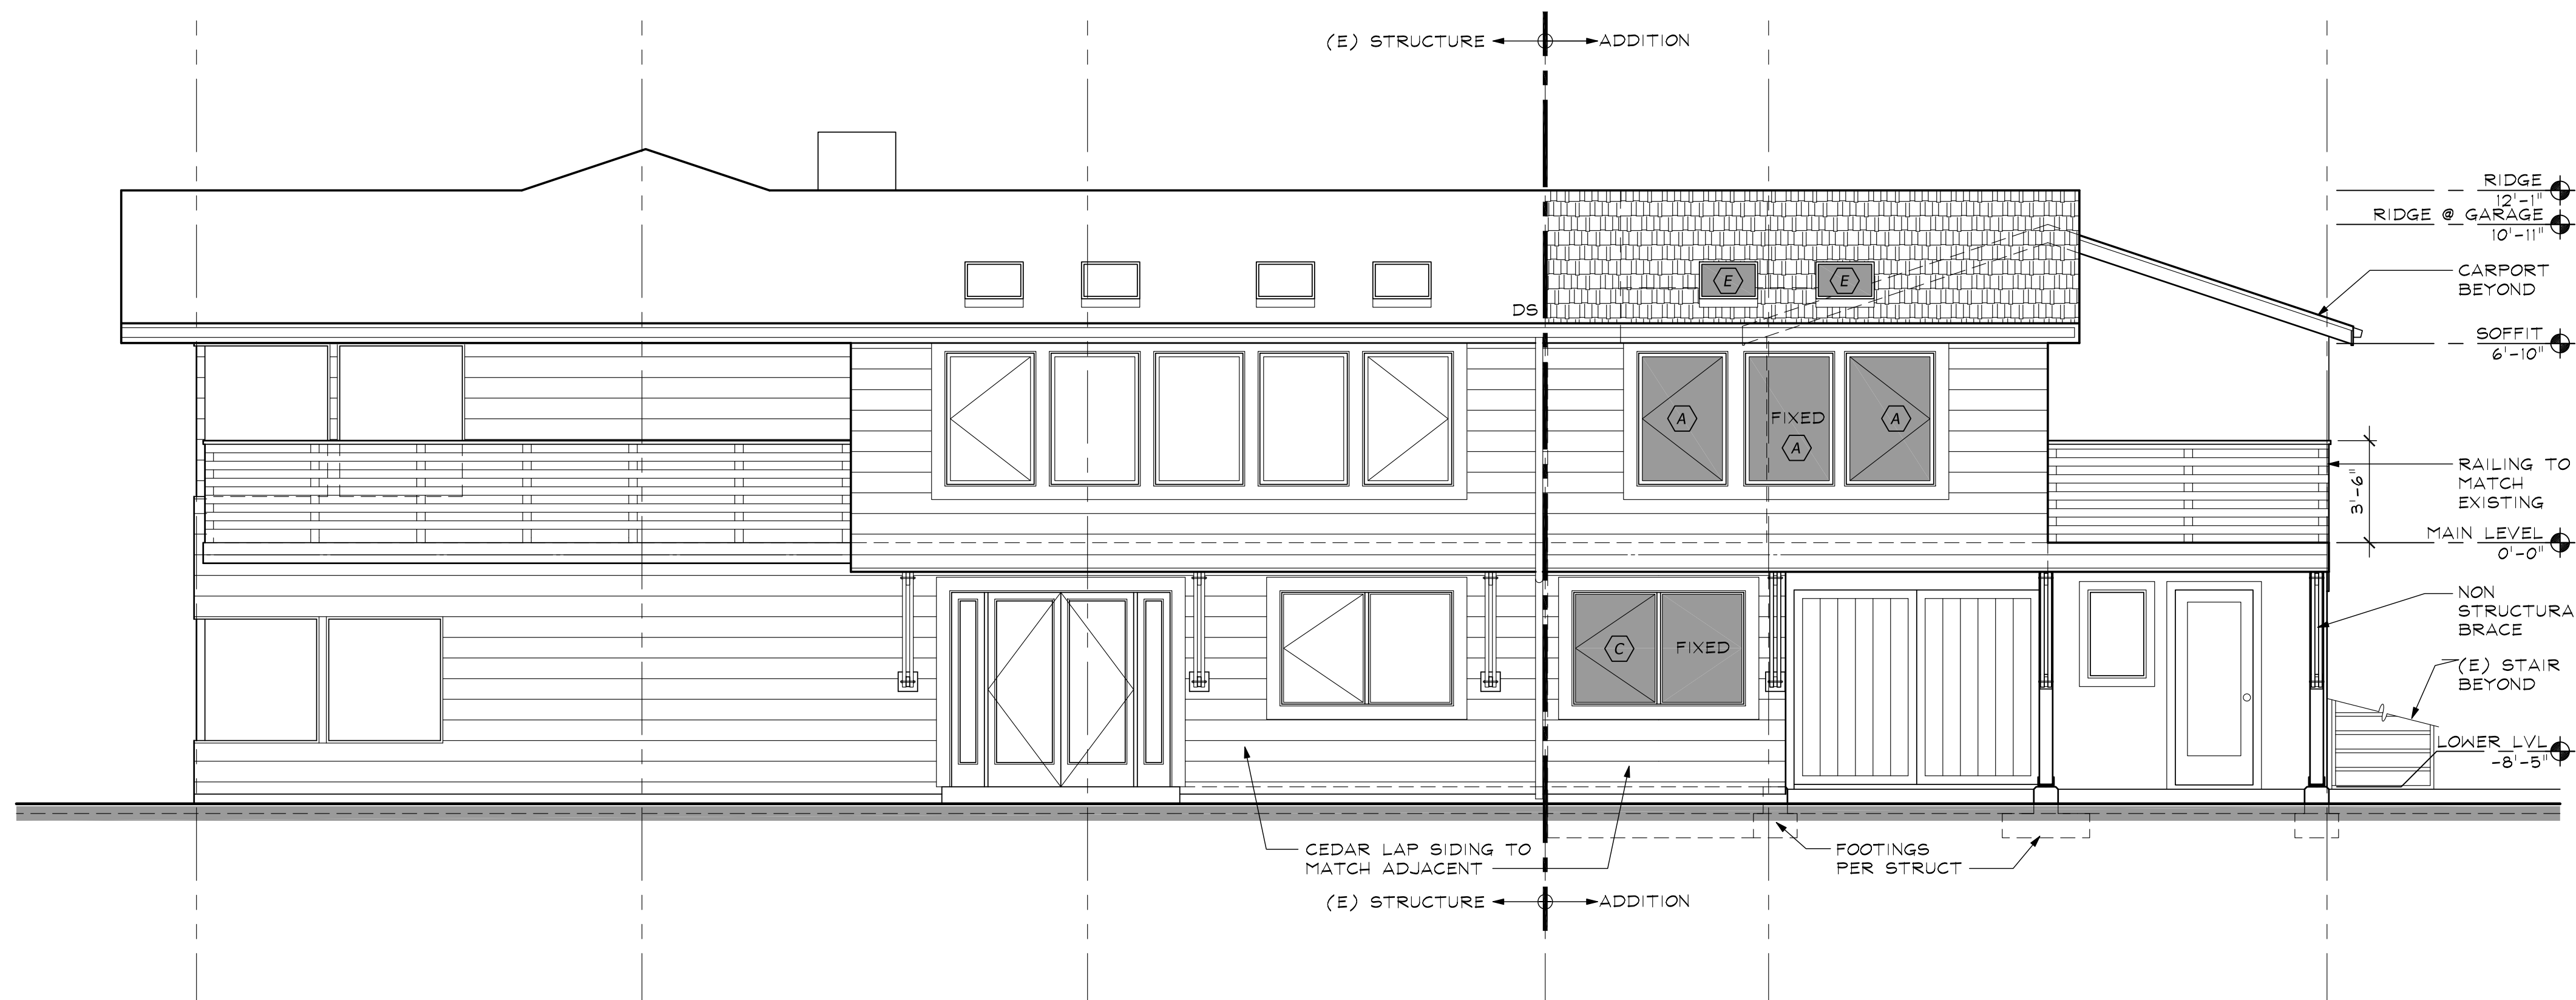 (E) STRUCTURE
ADDITION
RIDGE
12'-1"
RIDGE @ GARAGE
10'-11"
CARPORT
BEYOND
E
E
DS
SOFFIT
6'-10"
A
FIXED
A
A
RAILING TO
MATCH
EXISTING
3'-6"
MAIN LEVEL
0'-0"
NON
STRUCTURA
BRACE
C
FIXED
(E) STAIR
BEYOND
LOWER LVL
-8'-5"
CEDAR LAP SIDING TO
MATCH ADJACENT
FOOTINGS
PER STRUCT
(E) STRUCTURE
ADDITION